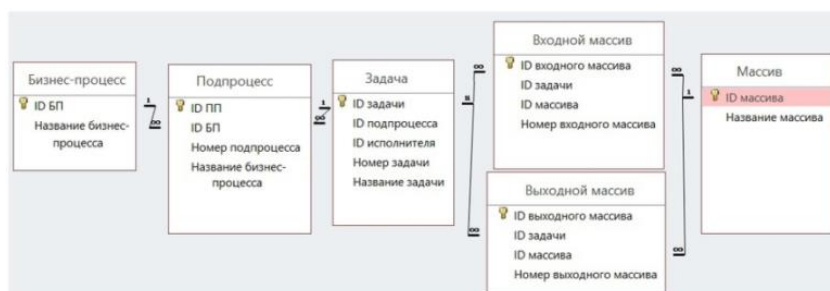 Бизнес-процесс
ID БП
Название бизнес-
процесса
1
∞
Подпроцесс
ID ПП
ID БП
Номер подпроцесса
Название бизнес-
процесса
1
∞
Задача
ID задачи
ID подпроцесса
ID исполнителя
Номер задачи
Название задачи
∞
∞
Входной массив
ID входного массива
ID задачи
ID массива
Номер входного массива
Выходной массив
ID выходного массива
ID задачи
ID массива
Номер выходного массива
∞
1
∞
Массив
ID массива
Название массива